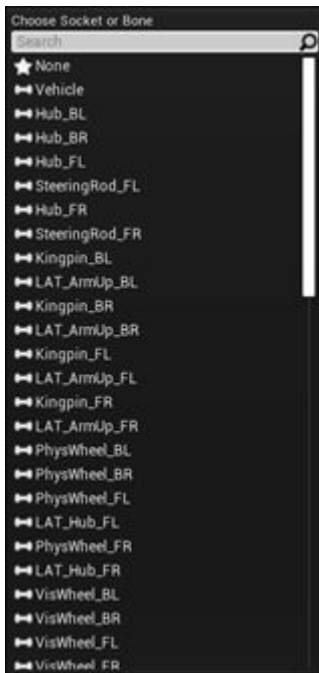 Choose Socket or Bone
Search
None
Vehicle
Hub_BL
Hub_BR
Hub_FL
SteeringRod_FL
Hub_FR
SteeringRod_FR
Kingpin_BL
LAT_ArmUp_BL
Kingpin_BR
LAT_ArmUp_BR
Kingpin_FL
LAT_ArmUp_FL
Kingpin_FR
LAT_ArmUp_FR
PhysWheel_BL
PhysWheel_BR
PhysWheel_FL
LAT_Hub_FL
PhysWheel_FR
LAT_Hub_FR
VisWheel_BL
VisWheel_BR
VisWheel_FL
VisWheel_FR